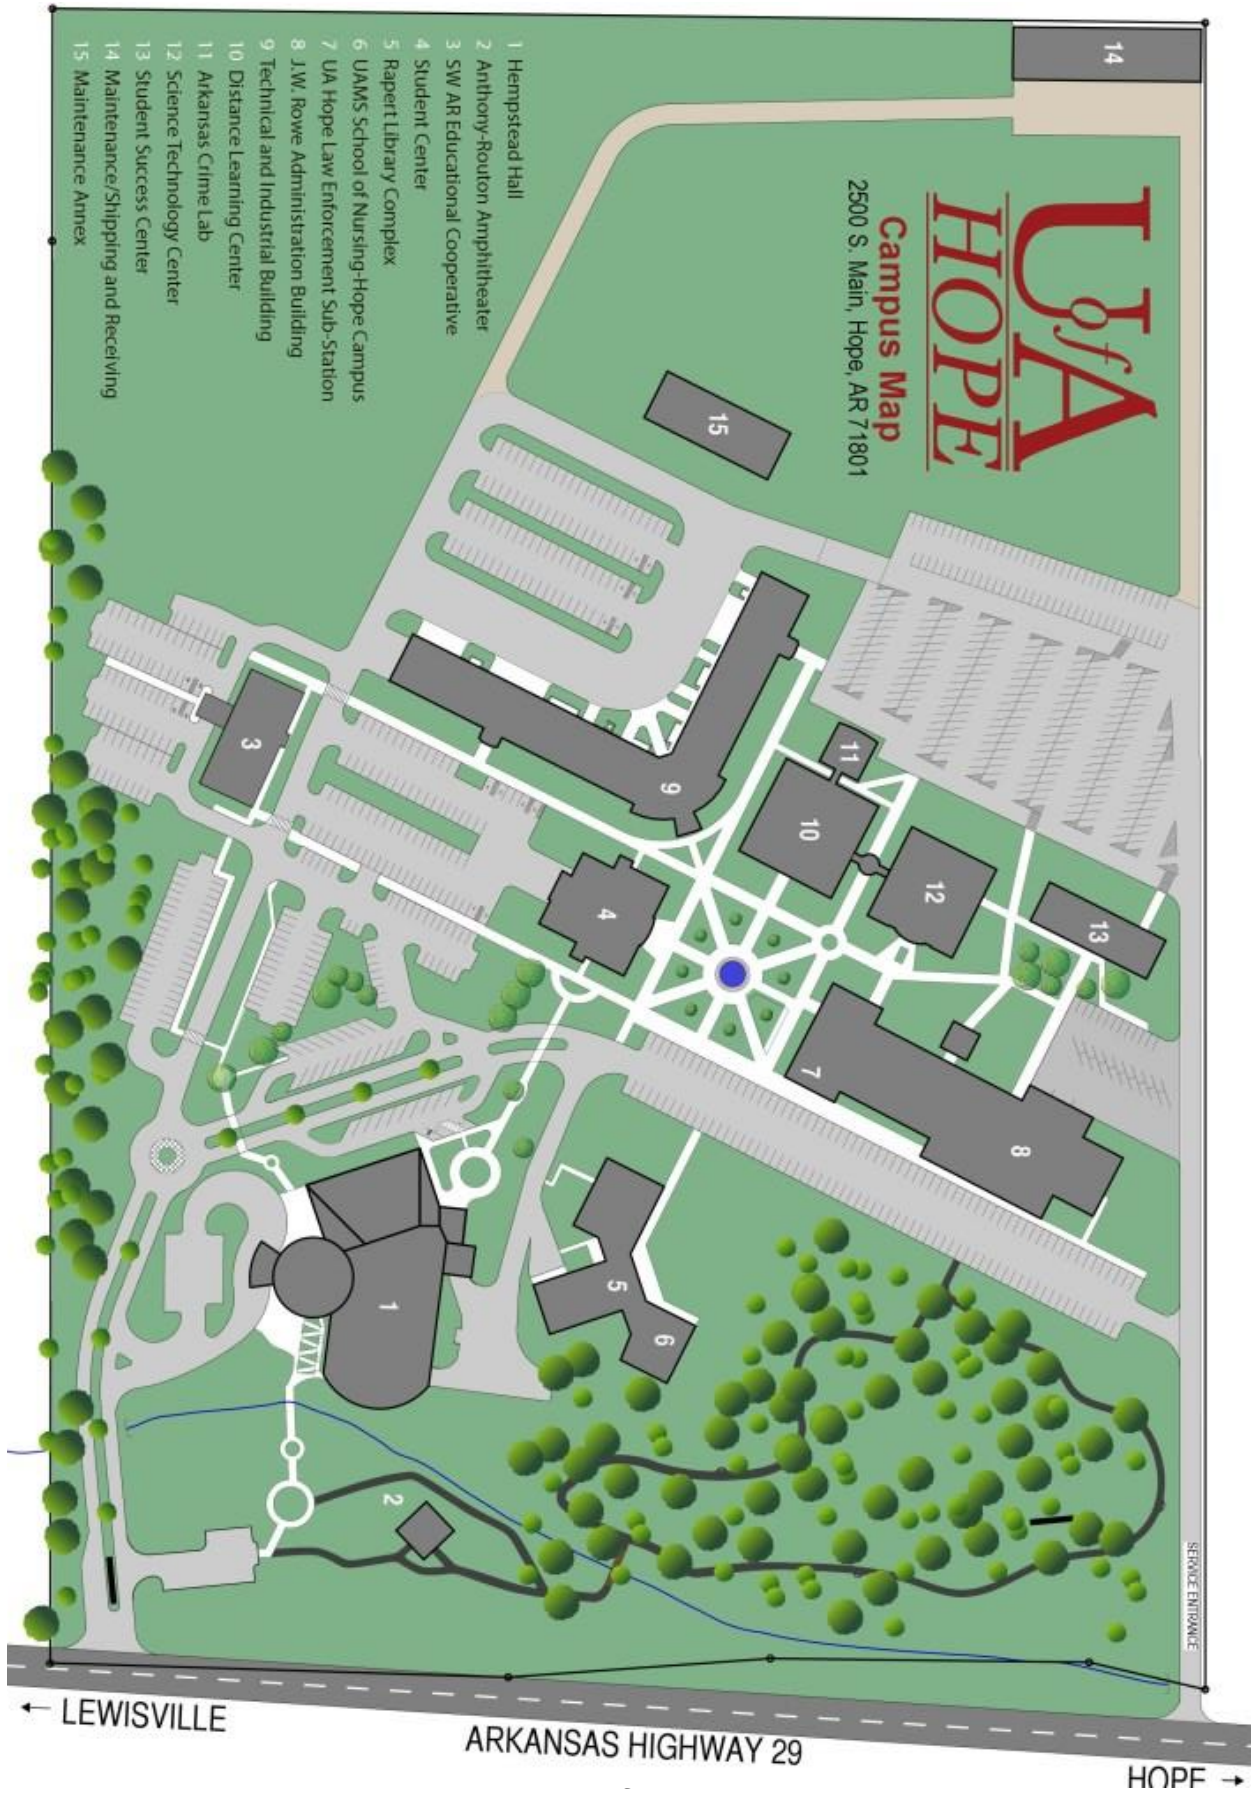 U of A
HOPE
Campus Map
2500 S. Main, Hope, AR 71801
1 Hempstead Hall
2 Anthony-Routon Amphitheater
3 SW AR Educational Cooperative
4 Student Center
5 Rapert Library Complex
6 UAMS School of Nursing-Hope Campus
7 UA Hope Law Enforcement Sub-Station
8 J.W. Rowe Administration Building
9 Technical and Industrial Building
10 Distance Learning Center
11 Arkansas Crime Lab
12 Science Technology Center
13 Student Success Center
14 Maintenance/Shipping and Receiving
15 Maintenance Annex
14
15
3
9
11
10
12
13
4
7
8
5
6
1
2
SERVICE ENTRANCE
← LEWISVILLE
ARKANSAS HIGHWAY 29
HOPE →